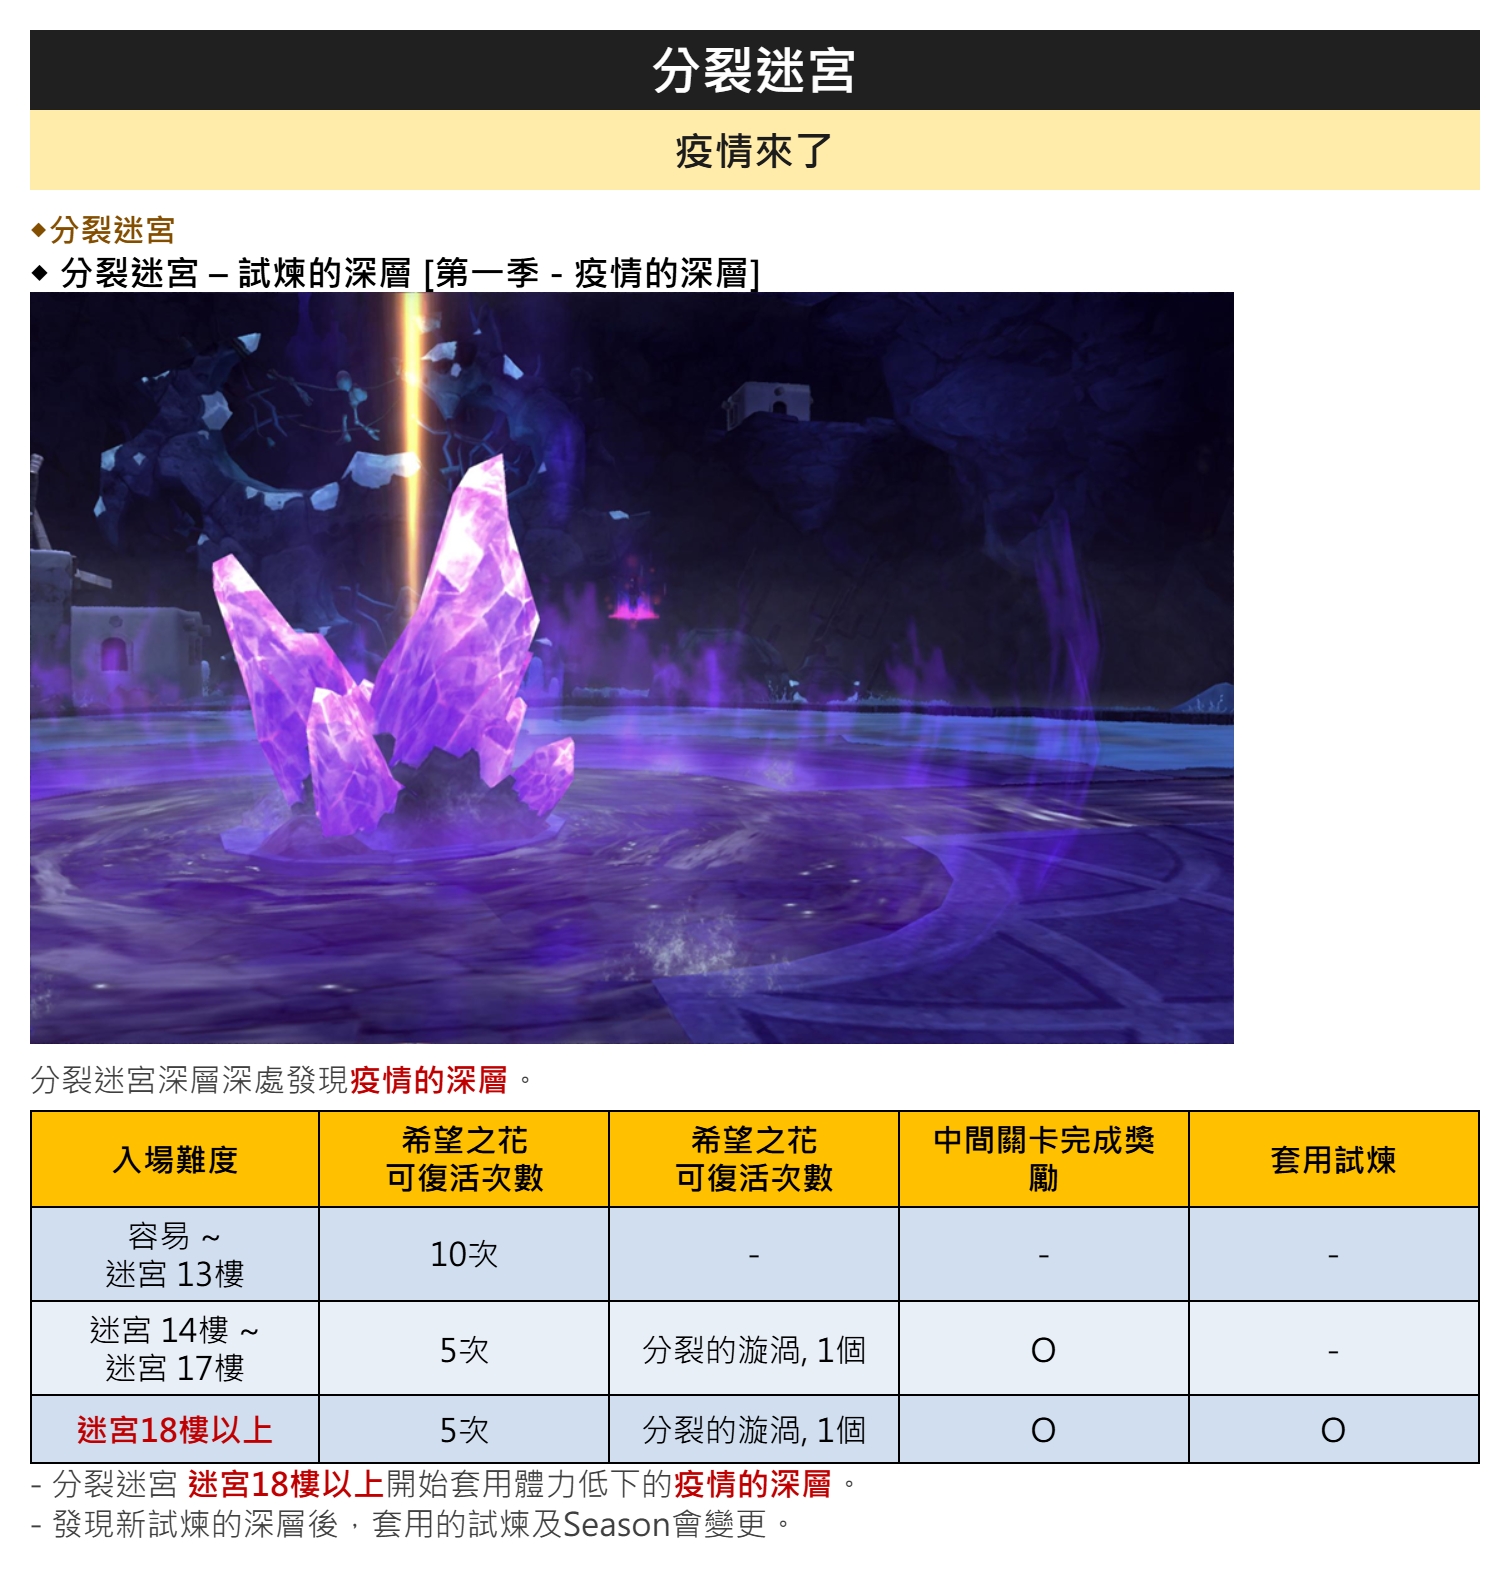 分裂迷宮
疫情來了
◆分裂迷宮
◆ 分裂迷宮 – 試煉的深層 [第一季 - 疫情的深層]
分裂迷宮深層深處發現疫情的深層。
入場難度
希望之花
可復活次數
希望之花
可復活次數
中間關卡完成獎
勵
套用試煉
容易 ~
迷宮 13樓
10次
-
-
-
迷宮 14樓 ~
迷宮 17樓
5次
分裂的漩渦, 1個
O
-
迷宮18樓以上
5次
分裂的漩渦, 1個
O
O
- 分裂迷宮 迷宮18樓以上開始套用體力低下的疫情的深層。
- 發現新試煉的深層後，套用的試煉及Season會變更。